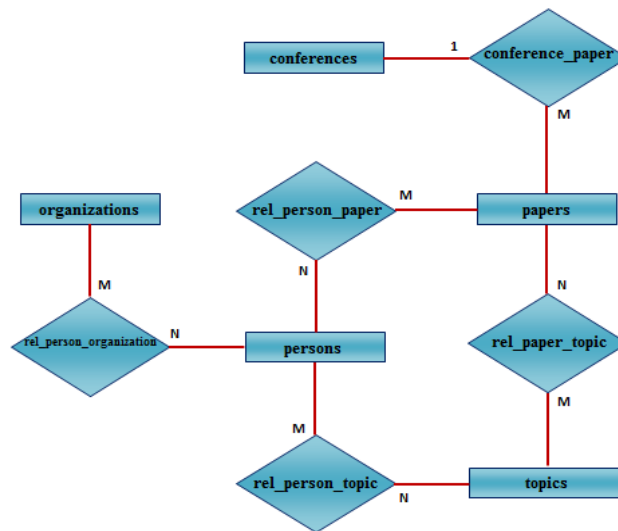 1
conferences
conference_paper
M
organizations
rel_person_paper
M
papers
M
N
N
rel_person_organization
N
persons
rel_paper_topic
M
M
rel_person_topic
N
topics